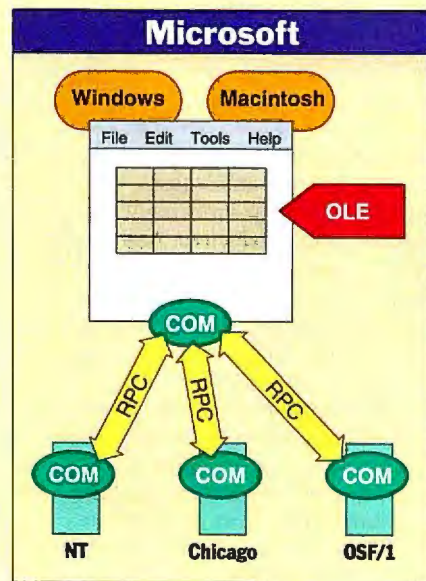 Microsoft
Windows Macintosh
File Edit Tools Help
OLE
COM
RPC RPC RPC
COM COM COM
NT Chicago OSF/1